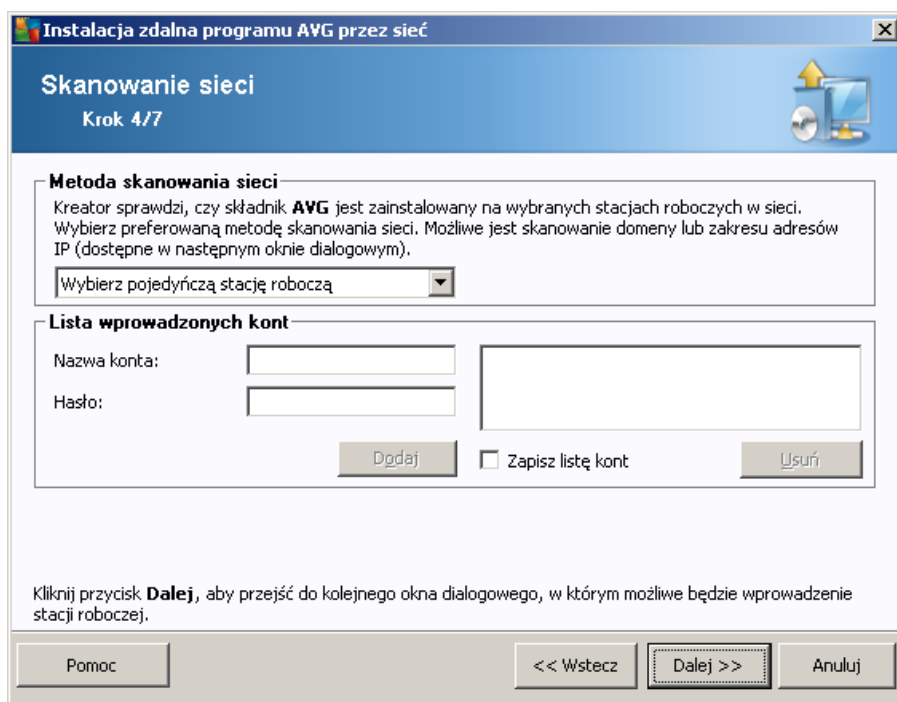 Instalacja zdalna programu AVG przez sieć
Skanowanie sieci
Krok 4/7
Metoda skanowania sieci
Kreator sprawdzi, czy składnik AVG jest zainstalowany na wybranych stacjach roboczych w sieci.
Wybierz preferowaną metodę skanowania sieci. Możliwe jest skanowanie domeny lub zakresu adresów
IP (dostępne w następnym oknie dialogowym).
Wybierz pojedyńczą stację roboczą
Lista wprowadzonych kont
Nazwa konta:
Hasło:
Dodaj
Zapisz listę kont
Usuń
Kliknij przycisk Dalej, aby przejść do kolejnego okna dialogowego, w którym możliwe będzie wprowadzenie
stacji roboczej.
Pomoc
<< Wstecz
Dalej >>
Anuluj